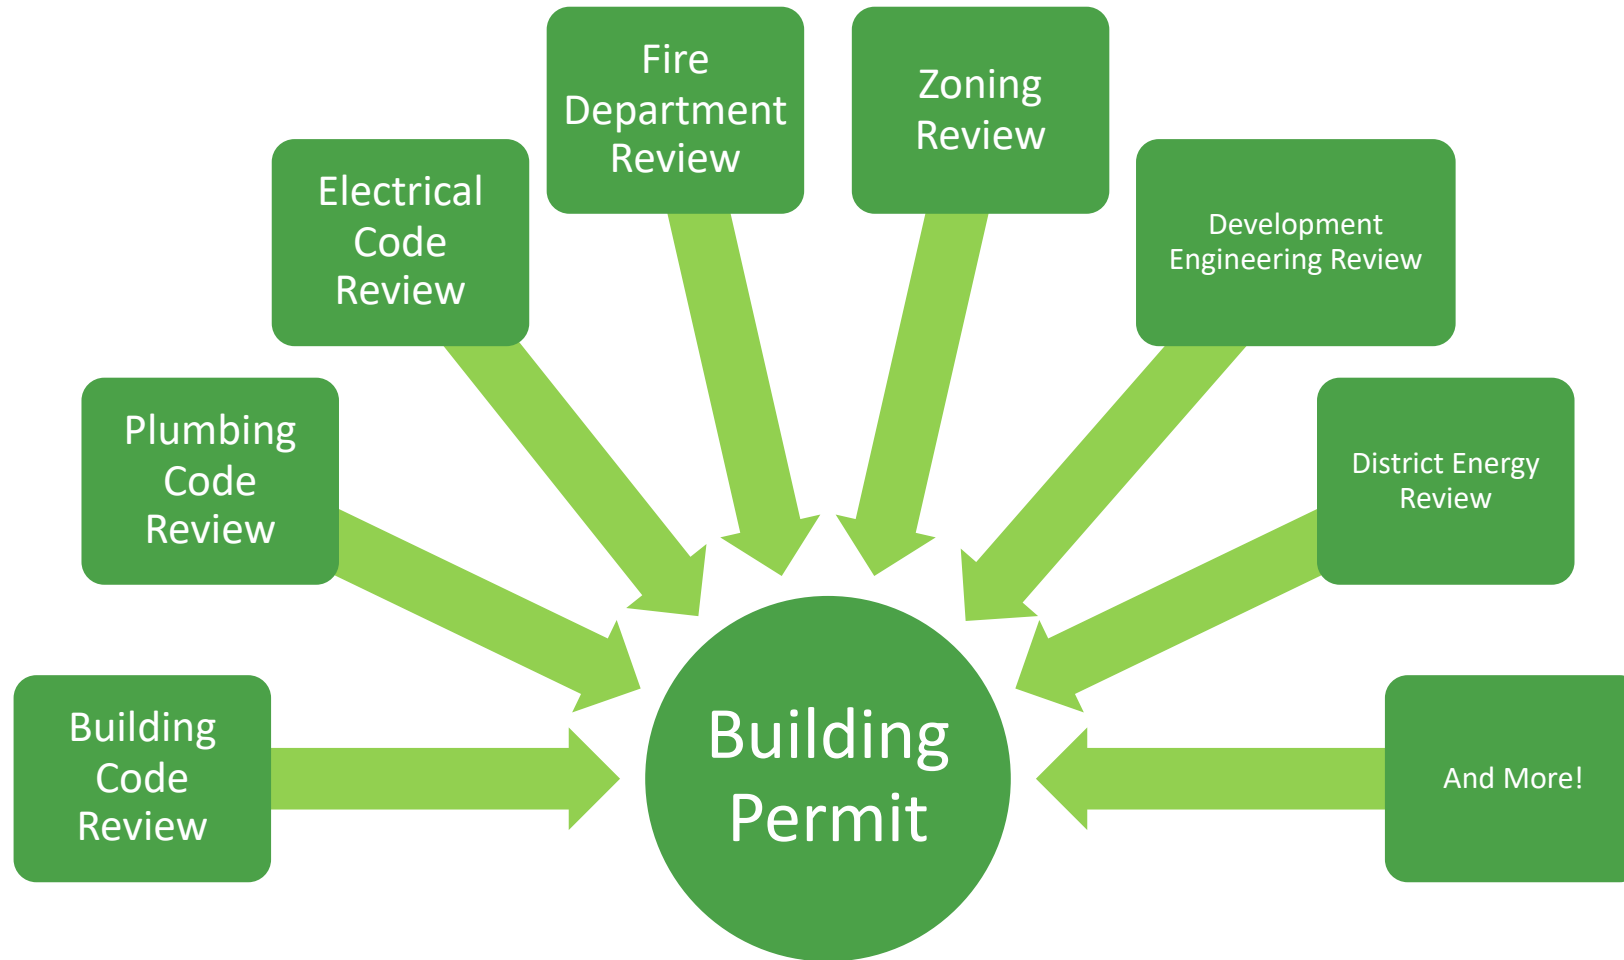 Fire
Department
Review
Zoning
Review
Electrical
Code
Review
Development
Engineering Review
Plumbing
Code
Review
District Energy
Review
Building
Code
Review
Building
Permit
And More!